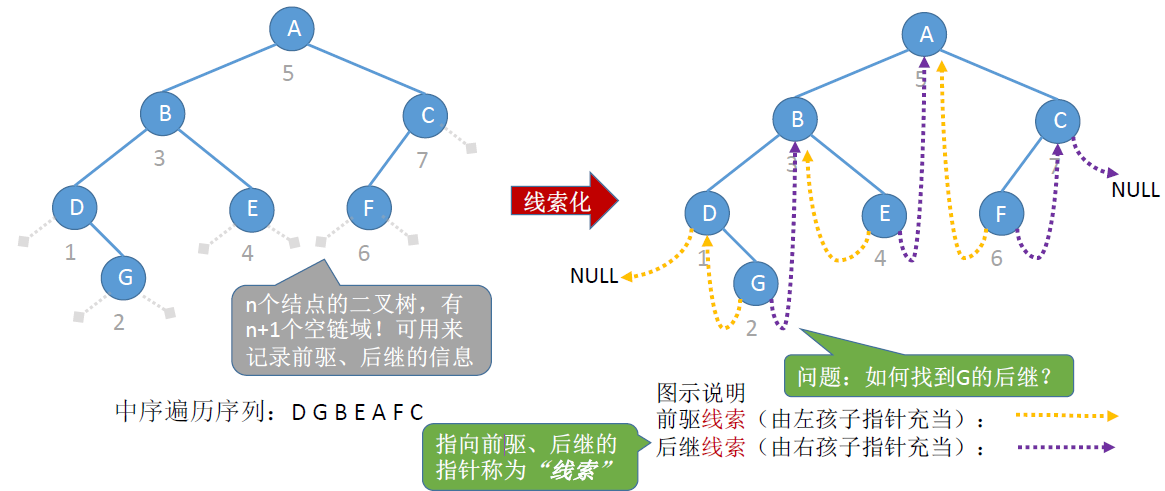 A
5
B
3
C
7
D
1
E
4
F
6
G
2
n个结点的二叉树，有
n+1个空链域！可用来
记录前驱、后继的信息
中序遍历序列：D G B E A F C
线索化
A
5
B
3
C
7
D
1
E
4
F
6
G
2
NULL
NULL
问题：如何找到G的后继？
图示说明
前驱线索（由左孩子指针充当）：
后继线索（由右孩子指针充当）：
指向前驱、后继的
指针称为“线索”